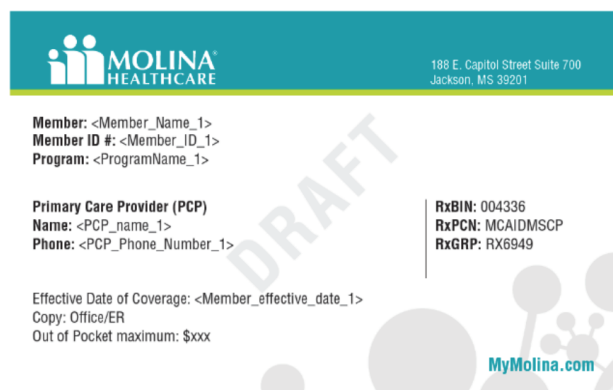 MOLINA®
HEALTHCARE
188 E. Capitol Street Suite 700
Jackson, MS 39201
Member: <Member_Name_1>
Member ID #: <Member_ID_1>
Program: <ProgramName_1>
Primary Care Provider (PCP)
Name: <PCP_name_1>
Phone: <PCP_Phone_Number_1>
RxBIN: 004336
RxPCN: MCAIDMSCP
RxGRP: RX6949
DRAFT
Effective Date of Coverage: <Member_effective_date_1>
Copy: Office/ER
Out of Pocket maximum: $xxx
MyMolina.com